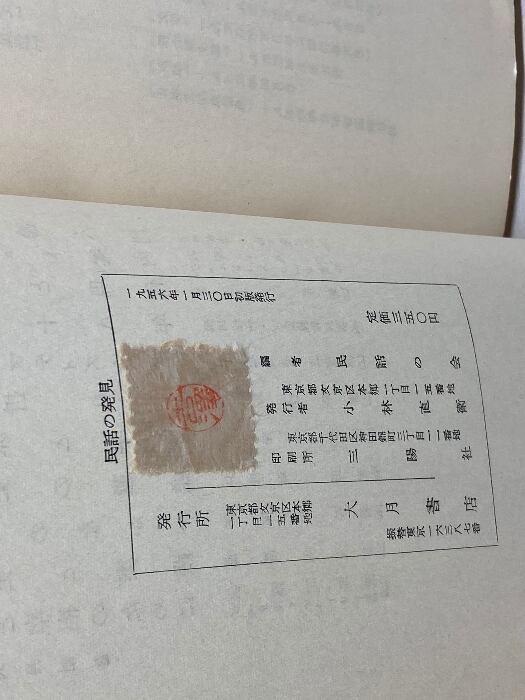 民話の発見
一九五六年一月三〇日初版発行
定価三五〇円
編者 民話の会
東京都文京区本郷一丁目一五番地
発行者 小林直衛
東京都千代田区神田錦町三丁目一一番地
印刷所 三陽社
発行所
東京都文京区本郷
一丁目一五番地
大月書店
振替東京一六三八七番